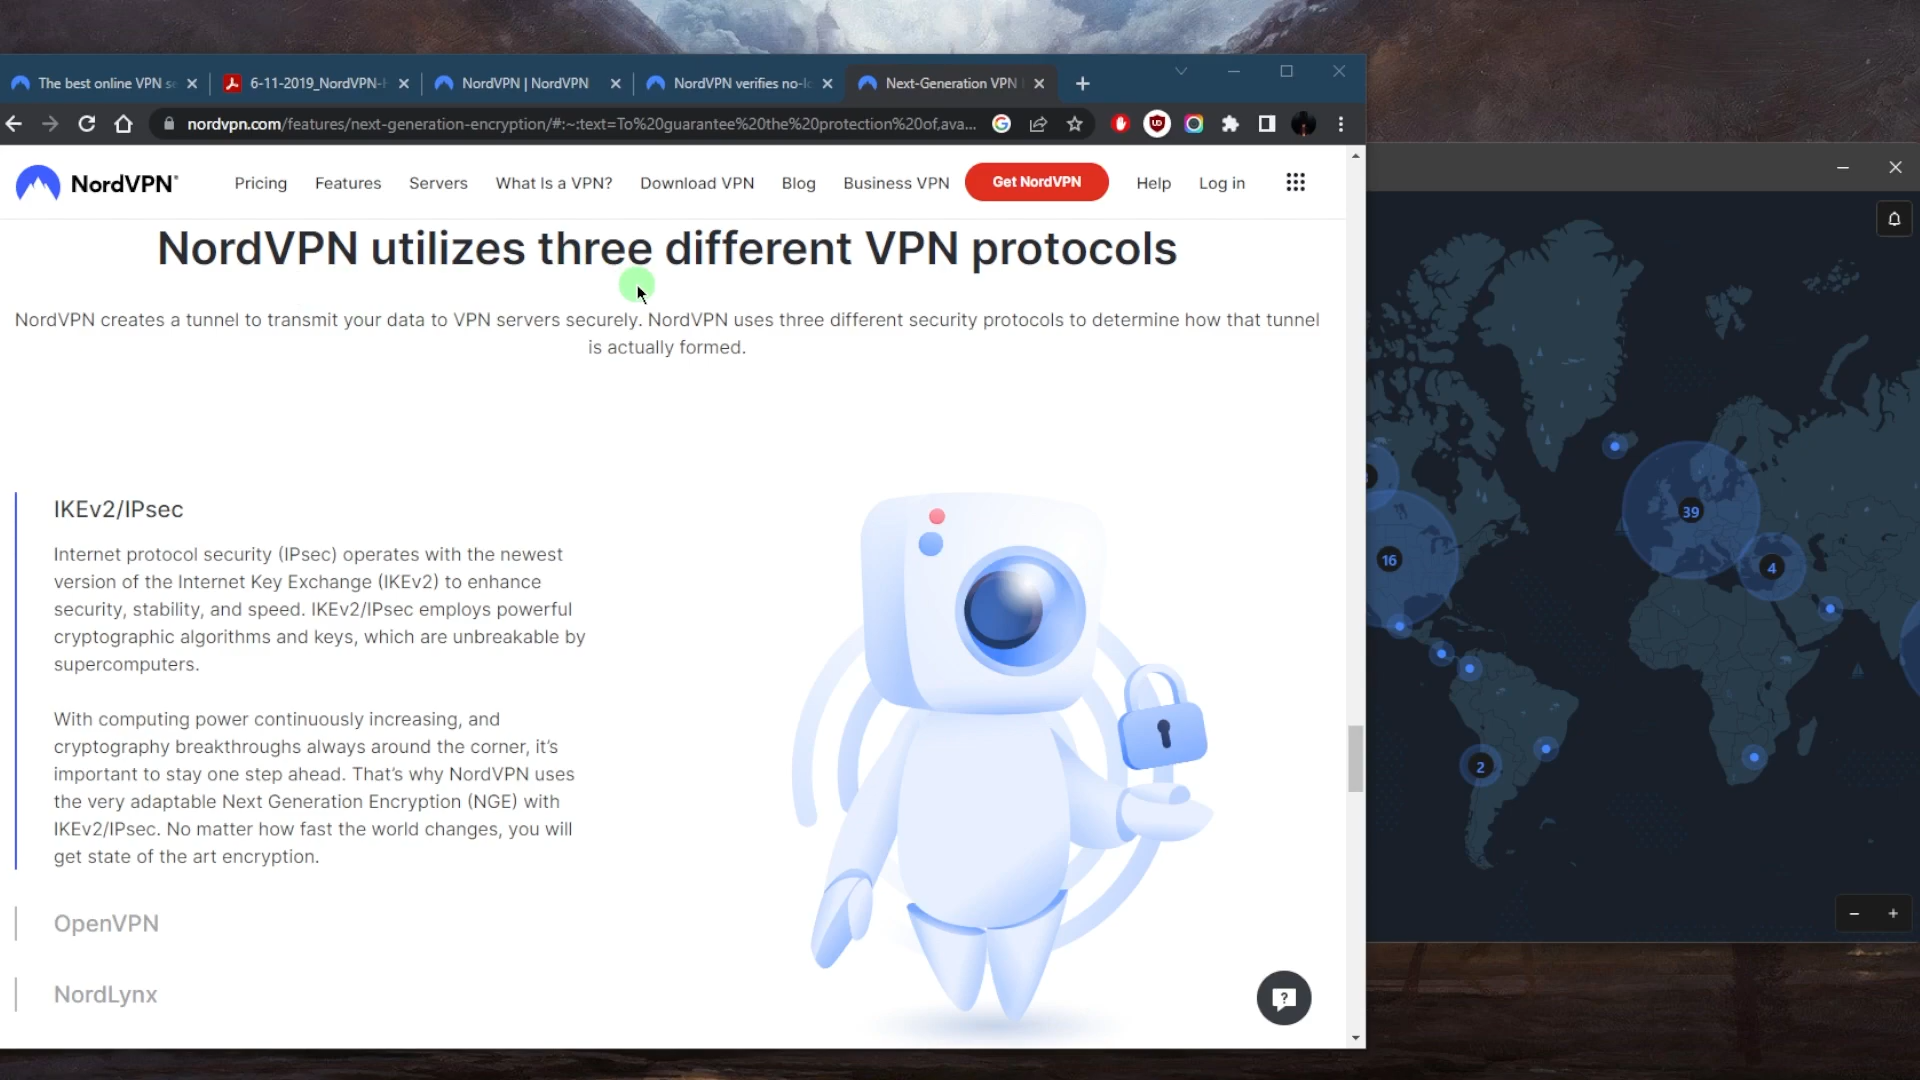 The best online VPN se
6-11-2019_NordVPN-
NordVPN | NordVPN
NordVPN verifies no-lo
Next-Generation VPN
nordvpn.com/features/next-generation-encryption/#:~:text=To%20guarantee%20the%20protection%20of,ava...
NordVPN®
Pricing
Features
Servers
What Is a VPN?
Download VPN
Blog
Business VPN
Get NordVPN
Help
Log in
NordVPN utilizes three different VPN protocols
NordVPN creates a tunnel to transmit your data to VPN servers securely. NordVPN uses three different security protocols to determine how that tunnel
is actually formed.
IKEv2/IPsec
Internet protocol security (IPsec) operates with the newest
version of the Internet Key Exchange (IKEv2) to enhance
security, stability, and speed. IKEv2/IPsec employs powerful
cryptographic algorithms and keys, which are unbreakable by
supercomputers.
With computing power continuously increasing, and
cryptography breakthroughs always around the corner, it's
important to stay one step ahead. That's why NordVPN uses
the very adaptable Next Generation Encryption (NGE) with
IKEv2/IPsec. No matter how fast the world changes, you will
get state of the art encryption.
OpenVPN
NordLynx
16
39
4
2